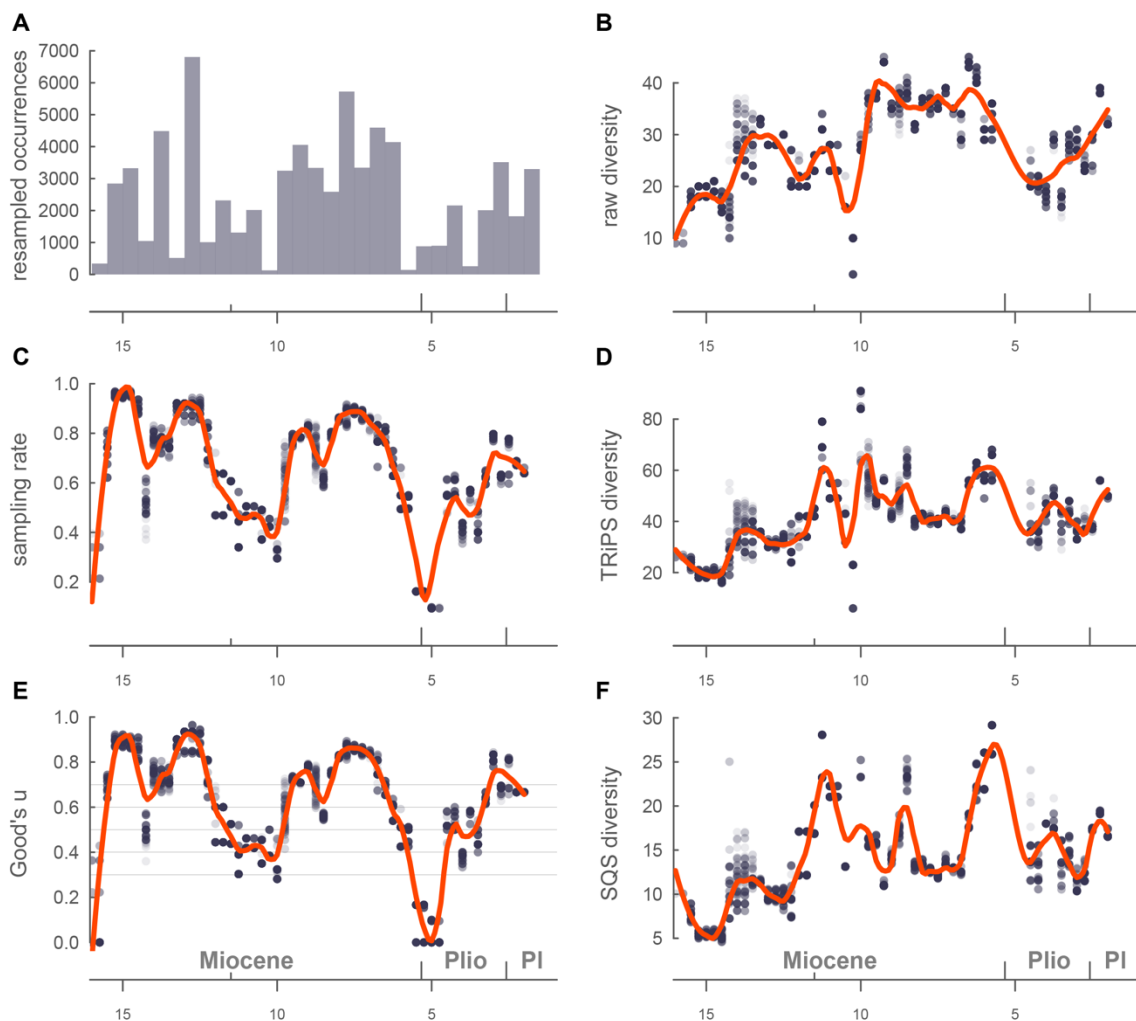 A
resampled occurrences
7000
6000
5000
4000
3000
2000
1000
0
15
10
5
B
raw diversity
40
30
20
10
15
10
5
C
sampling rate
1.0
0.8
0.6
0.4
0.2
15
10
5
D
TRiPS diversity
80
60
40
20
15
10
5
E
Good's u
1.0
0.8
0.6
0.4
0.2
0.0
Miocene
Plio
Pl
15
10
5
F
SQS diversity
30
25
20
15
10
5
Miocene
Plio
Pl
15
10
5